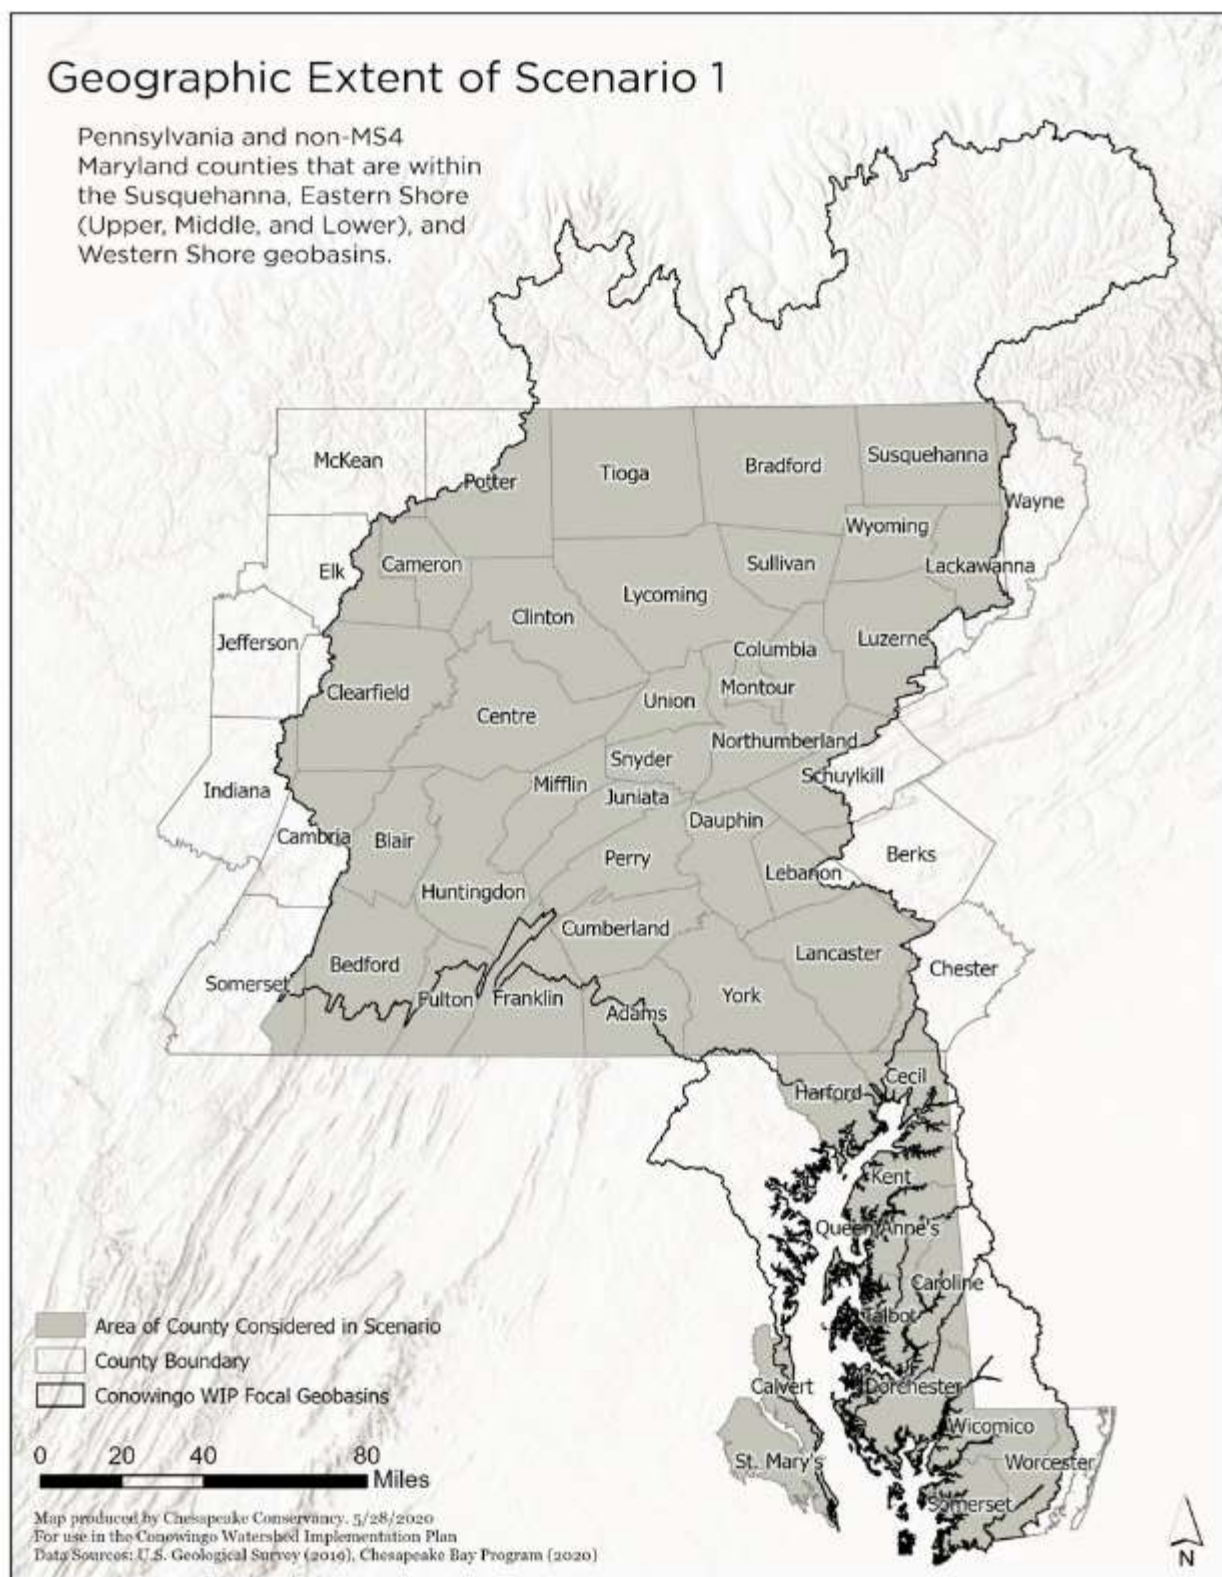 Geographic Extent of Scenario 1
Pennsylvania and non-MS4
Maryland counties that are within
the Susquehanna, Eastern Shore
(Upper, Middle, and Lower), and
Western Shore geobasins.
McKean
Potter
Tioga
Bradford
Susquehanna
Wayne
Wyoming
Elk
Cameron
Sullivan
Lackawanna
Lycoming
Clinton
Jefferson
Columbia
Luzerne
Clearfield
Montour
Union
Centre
Northumberland
Snyder
Schuylkill
Mifflin
Indiana
Juniata
Dauphin
Cambria
Blair
Perry
Berks
Lebanon
Huntingdon
Cumberland
Lancaster
Bedford
Chester
Somerset
Fulton
Franklin
York
Adams
Cecil
Harford
Kent
Queen Anne's
Caroline
Talbot
Calvert
Dorchester
Wicomico
St. Mary's
Worcester
Somerset
Area of County Considered in Scenario
County Boundary
Conowingo WIP Focal Geobasins
0 20 40 80
Miles
Map produced by Chesapeake Conservancy. 5/28/2020
For use in the Conowingo Watershed Implementation Plan
Data Sources: U.S. Geological Survey (2019), Chesapeake Bay Program (2020)
N